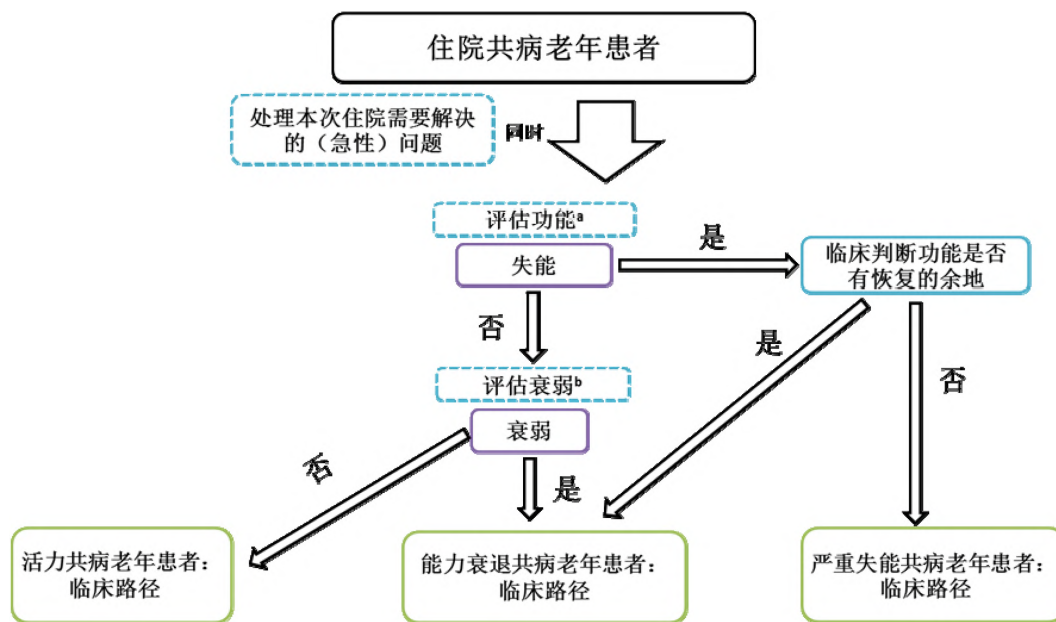 住院共病老年患者
处理本次住院需要解决
的（急性）问题
同时
评估功能a
失能
是
临床判断功能是否
有恢复的余地
否
是
否
评估衰弱b
衰弱
否
是
活力共病老年患者：
临床路径
能力衰退共病老年患者：
临床路径
严重失能共病老年患者：
临床路径